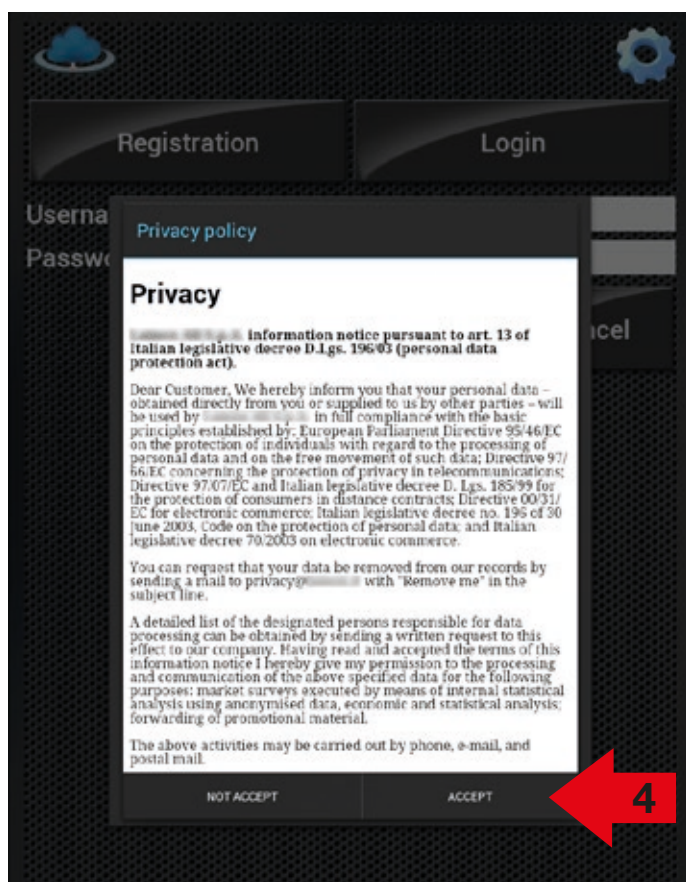 Registration
Login
Userna
Passwo
ncel
Privacy policy
Privacy
information notice pursuant to art. 13 of
Italian legislative decree D.lgs. 196/03 (personal data
protection act).
Dear Customer, We hereby inform you that your personal data –
obtained directly from you or supplied to us by other parties – will
be used by in full compliance with the basic
principles established by: European Parliament Directive 95/46/EC
on the protection of individuals with regard to the processing of
personal data and on the free movement of such data; Directive 97/
66/EC concerning the protection of privacy in telecommunications;
Directive 97/07/EC and Italian legislative decree D. Lgs. 185/99 for
the protection of consumers in distance contracts; Directive 00/31/
EC for electronic commerce; Italian legislative decree no. 196 of 30
June 2003, Code on the protection of personal data; and Italian
legislative decree 70/2003 on electronic commerce.
You can request that your data be removed from our records by
sending a mail to privacy@ with "Remove me" in the
subject line.
A detailed list of the designated persons responsible for data
processing can be obtained by sending a written request to this
effect to our company. Having read and accepted the terms of this
information notice I hereby give my permission to the processing
and communication of the above specified data for the following
purposes: market surveys executed by means of internal statistical
analysis using anonymised data, economic and statistical analysis;
forwarding of promotional material.
The above activities may be carried out by phone, e-mail, and
postal mail.
NOT ACCEPT
ACCEPT
4